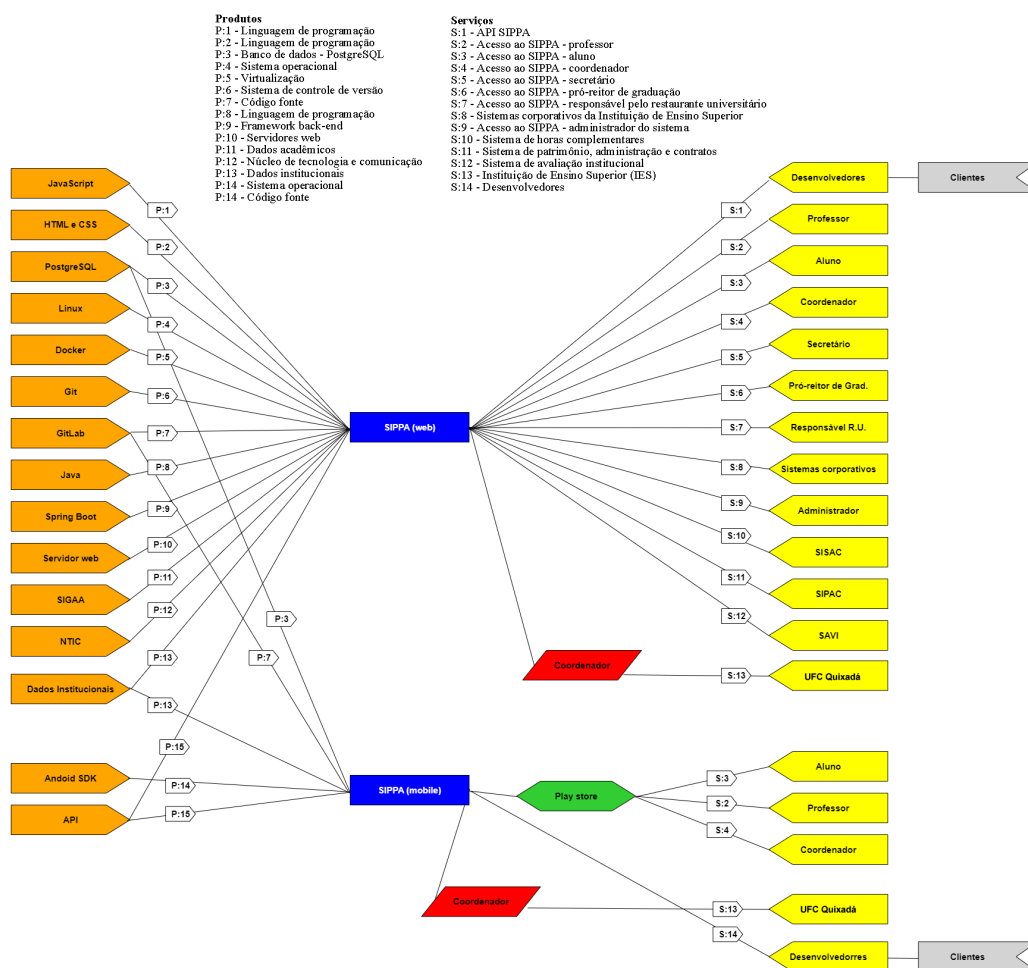 Produtos
P:1 - Linguagem de programação
P:2 - Linguagem de programação
P:3 - Banco de dados - PostgreSQL
P:4 - Sistema operacional
P:5 - Virtualização
P:6 - Sistema de controle de versão
P:7 - Código fonte
P:8 - Linguagem de programação
P:9 - Framework back-end
P:10 - Servidores web
P:11 - Dados acadêmicos
P:12 - Núcleo de tecnologia e comunicação
P:13 - Dados institucionais
P:14 - Sistema operacional
P:14 - Código fonte
Serviços
S:1 - API SIPPA
S:2 - Acesso ao SIPPA - professor
S:3 - Acesso ao SIPPA - aluno
S:4 - Acesso ao SIPPA - coordenador
S:5 - Acesso ao SIPPA - secretário
S:6 - Acesso ao SIPPA - pró-reitor de graduação
S:7 - Acesso ao SIPPA - responsável pelo restaurante universitário
S:8 - Sistemas corporativos da Instituição de Ensino Superior
S:9 - Acesso ao SIPPA - administrador do sistema
S:10 - Sistema de horas complementares
S:11 - Sistema de patrimônio, administração e contratos
S:12 - Sistema de avaliação institucional
S:13 - Instituição de Ensino Superior (IES)
S:14 - Desenvolvedores
JavaScript
HTML e CSS
PostgreSQL
Linux
Docker
Git
GitLab
Java
Spring Boot
Servidor web
SIGAA
NTIC
Dados Institucionais
Andoid SDK
API
P:1
P:2
P:3
P:4
P:5
P:6
P:7
P:8
P:9
P:10
P:11
P:12
P:13
P:13
P:15
P:14
P:15
P:3
P:7
SIPPA (web)
SIPPA (mobile)
Coordenador
Play store
Coordenador
S:1
S:2
S:3
S:4
S:5
S:6
S:7
S:8
S:9
S:10
S:11
S:12
S:13
S:3
S:2
S:4
S:13
S:14
Desenvolvedores
Professor
Aluno
Coordenador
Secretário
Pró-reitor de Grad.
Responsável R.U.
Sistemas corporativos
Administrador
SISAC
SIPAC
SAVI
UFC Quixadá
Aluno
Professor
Coordenador
UFC Quixadá
Desenvolvedorres
Clientes
Clientes